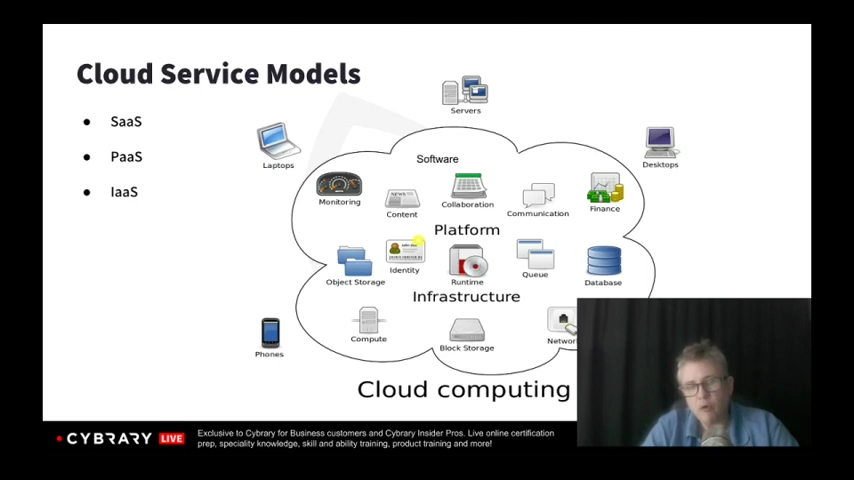 Cloud Service Models
• SaaS
• PaaS
• IaaS
Servers
Laptops
Desktops
Software
Monitoring
Content
Collaboration
Communication
Finance
Platform
Object Storage
Identity
Runtime
Queue
Database
Infrastructure
Compute
Block Storage
Network
Phones
Cloud computing
CYBRARY LIVE
Exclusive to Cybrary for Business customers and Cybrary Insider Pros. Live online certification
prep, speciality knowledge, skill and ability training, product training and more!